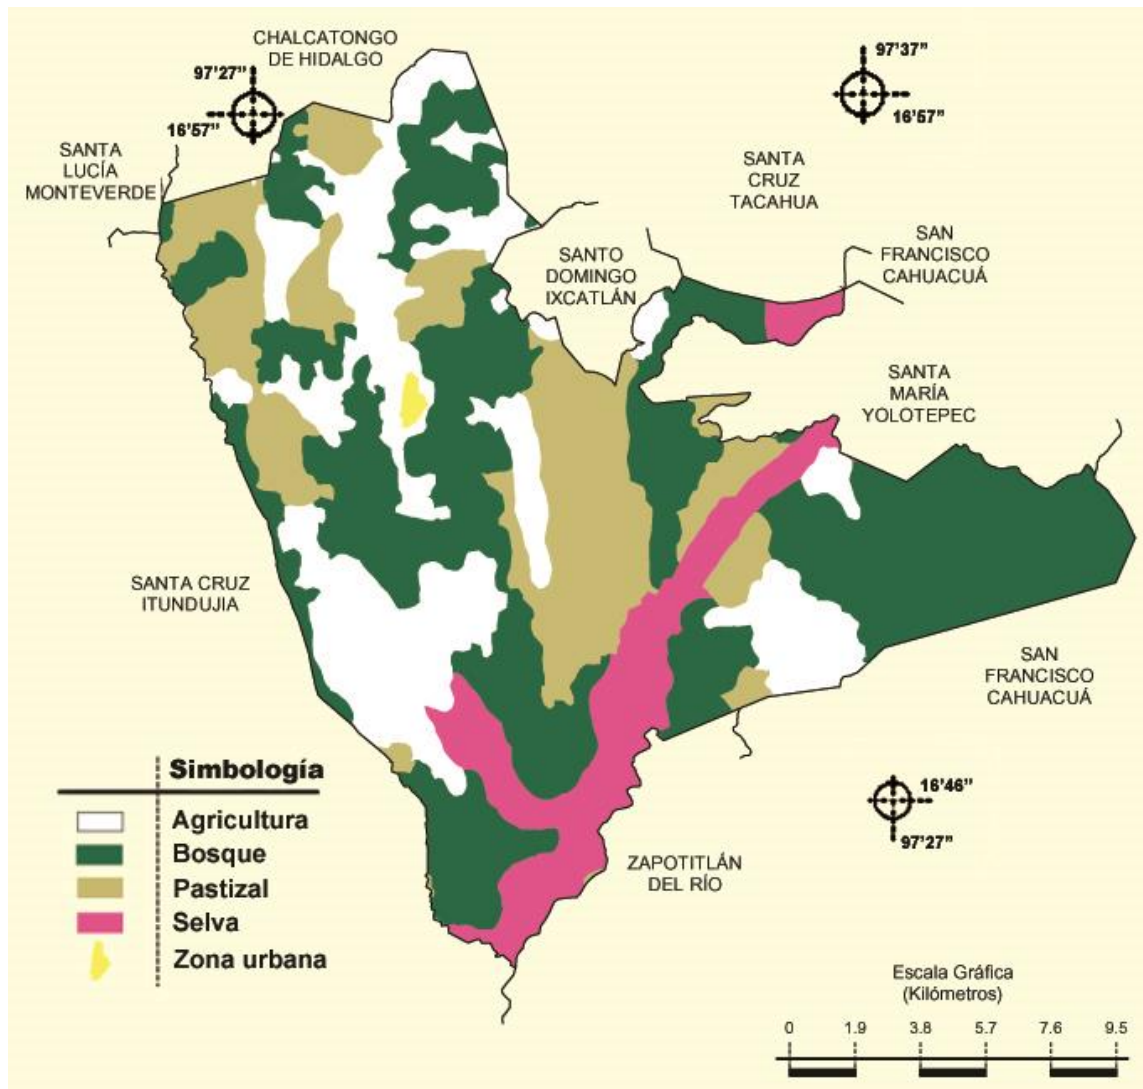 CHALCATONGO
DE HIDALGO
97'27”
16'57”
97'37”
16'57”
SANTA
LUCÍA
MONTEVERDE
SANTA
CRUZ
TACAHUA
SANTO
DOMINGO
IXCATLÁN
SAN
FRANCISCO
CAHUACUÁ
SANTA
MARÍA
YOLOTEPEC
SANTA CRUZ
ITUNDUJIA
SAN
FRANCISCO
CAHUACUÁ
16'46”
97'27”
ZAPOTITLÁN
DEL RÍO
Simbología
Agricultura
Bosque
Pastizal
Selva
Zona urbana
Escala Gráfica
(Kilómetros)
0 1.9 3.8 5.7 7.6 9.5